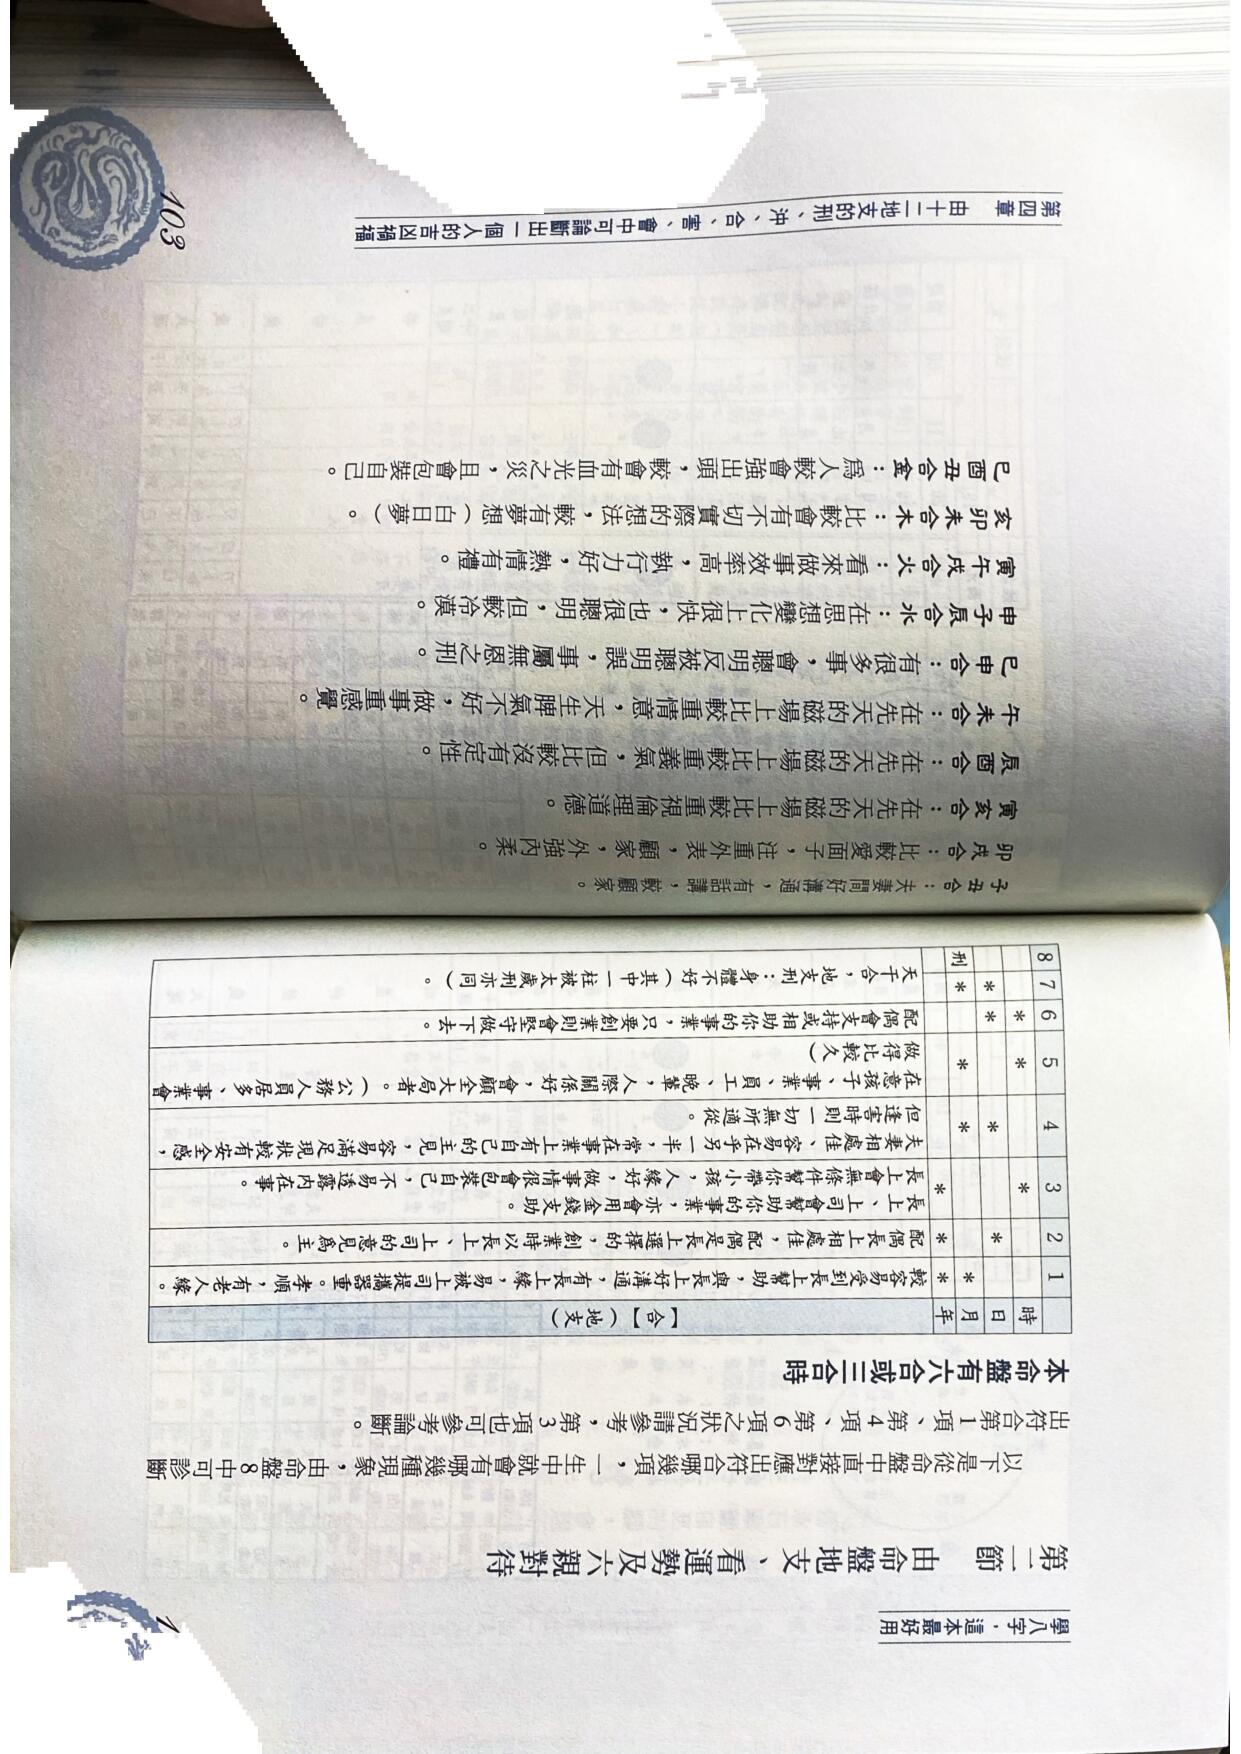 學八字，這本最好用
第二節　由命盤地支、看運勢及六親對待
以下是從命盤中直接對應出符合哪幾項，一生中就會有哪幾種現象，由命盤8中可診斷
出符合第1項、第4項、第6項之狀況請參考，第3項也可參考論斷。
本命盤有六合或三合時
時 日 月 年 【合】（地支）
1 * * 較容易受到長上幫助，與長上好溝通，有長上緣，易被上司提攜器重。孝順，有老人緣。
2 * * 配偶長上相處佳，配偶是長上選擇的，創業時以長上、上司的意見爲主。
3 * * 長上、上司會幫助你的事業，亦會用金錢支助。
長上會無條件幫你帶小孩，人緣好，做事情很會包裝自己，不易透露內在事。
4 * * 夫妻相處佳、容易在乎另一半，常在事業上有自己的主見，容易滿足現狀較有安全感，
但逢害時則一切無所適從。
5 * * 在意孩子、事業、員工、晚輩，人際關係好，會顧全大局者。（公務人員居多、事業會
做得比較久）
6 * * 配偶會支持或相助你的事業，只要創業則會堅守做下去。
7 * *
8 刑 天干合，地支刑：身體不好（其中一柱被太歲刑亦同）。
子丑合：夫妻間好溝通，有話講，較顧家。
卯戌合：比較愛面子，注重外表，顧家，外強內柔。
寅亥合：在先天的磁場上比較重視倫理道德。
辰酉合：在先天的磁場上比較重義氣，但比較沒有定性。
午未合：在先天的磁場上比較重情意，天生脾氣不好，做事重感覺。
巳申合：有很多事，會聰明反被聰明誤，事屬無恩之刑。
申子辰合水：在思想變化上很快，也很聰明，但較冷漠。
寅午戌合火：看來做事效率高，執行力好，熱情有禮。
亥卯未合木：比較會有不切實際的想法，較有夢想（白日夢）。
巳酉丑合金：爲人較會強出頭，較會有血光之災，且會包裝自己。
第四章　由十二地支的刑、沖、合、害、會中可論斷出一個人的吉凶禍福
103